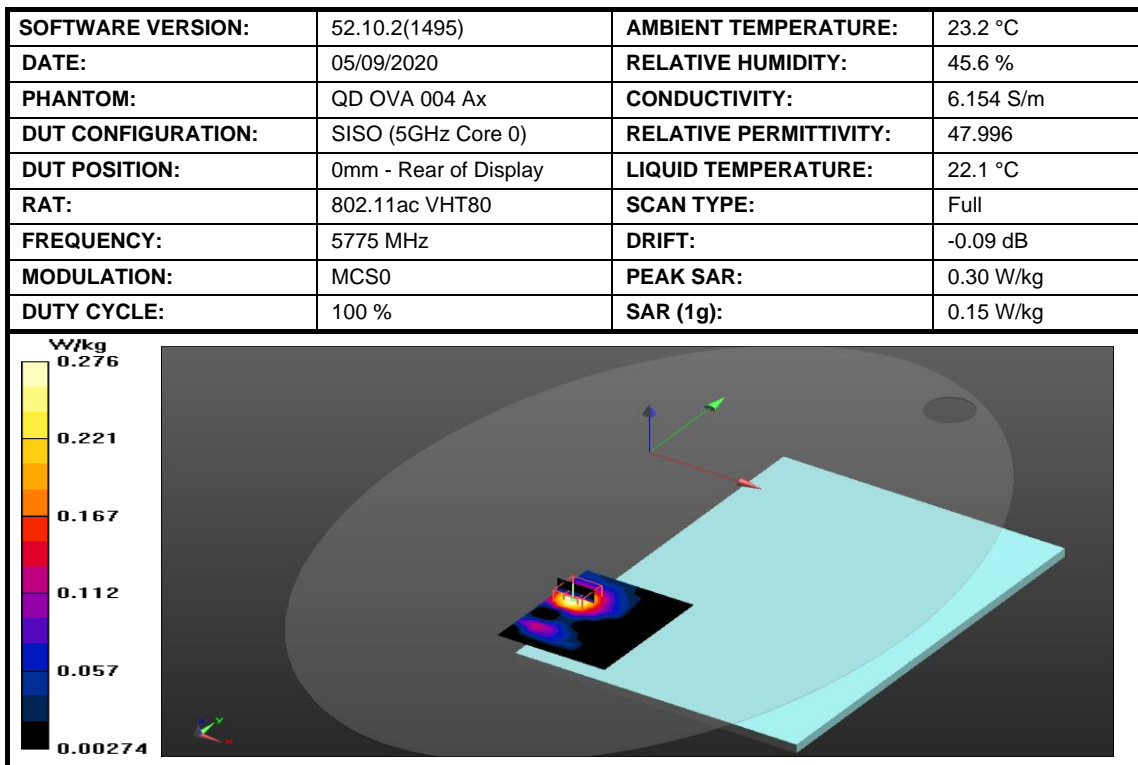 SOFTWARE VERSION: 52.10.2(1495) AMBIENT TEMPERATURE: 23.2 °C
DATE: 05/09/2020 RELATIVE HUMIDITY: 45.6 %
PHANTOM: QD OVA 004 Ax CONDUCTIVITY: 6.154 S/m
DUT CONFIGURATION: SISO (5GHz Core 0) RELATIVE PERMITTIVITY: 47.996
DUT POSITION: 0mm - Rear of Display LIQUID TEMPERATURE: 22.1 °C
RAT: 802.11ac VHT80 SCAN TYPE: Full
FREQUENCY: 5775 MHz DRIFT: -0.09 dB
MODULATION: MCS0 PEAK SAR: 0.30 W/kg
DUTY CYCLE: 100 % SAR (1g): 0.15 W/kg
W/kg
0.276
0.221
0.167
0.112
0.057
0.00274
z y
x